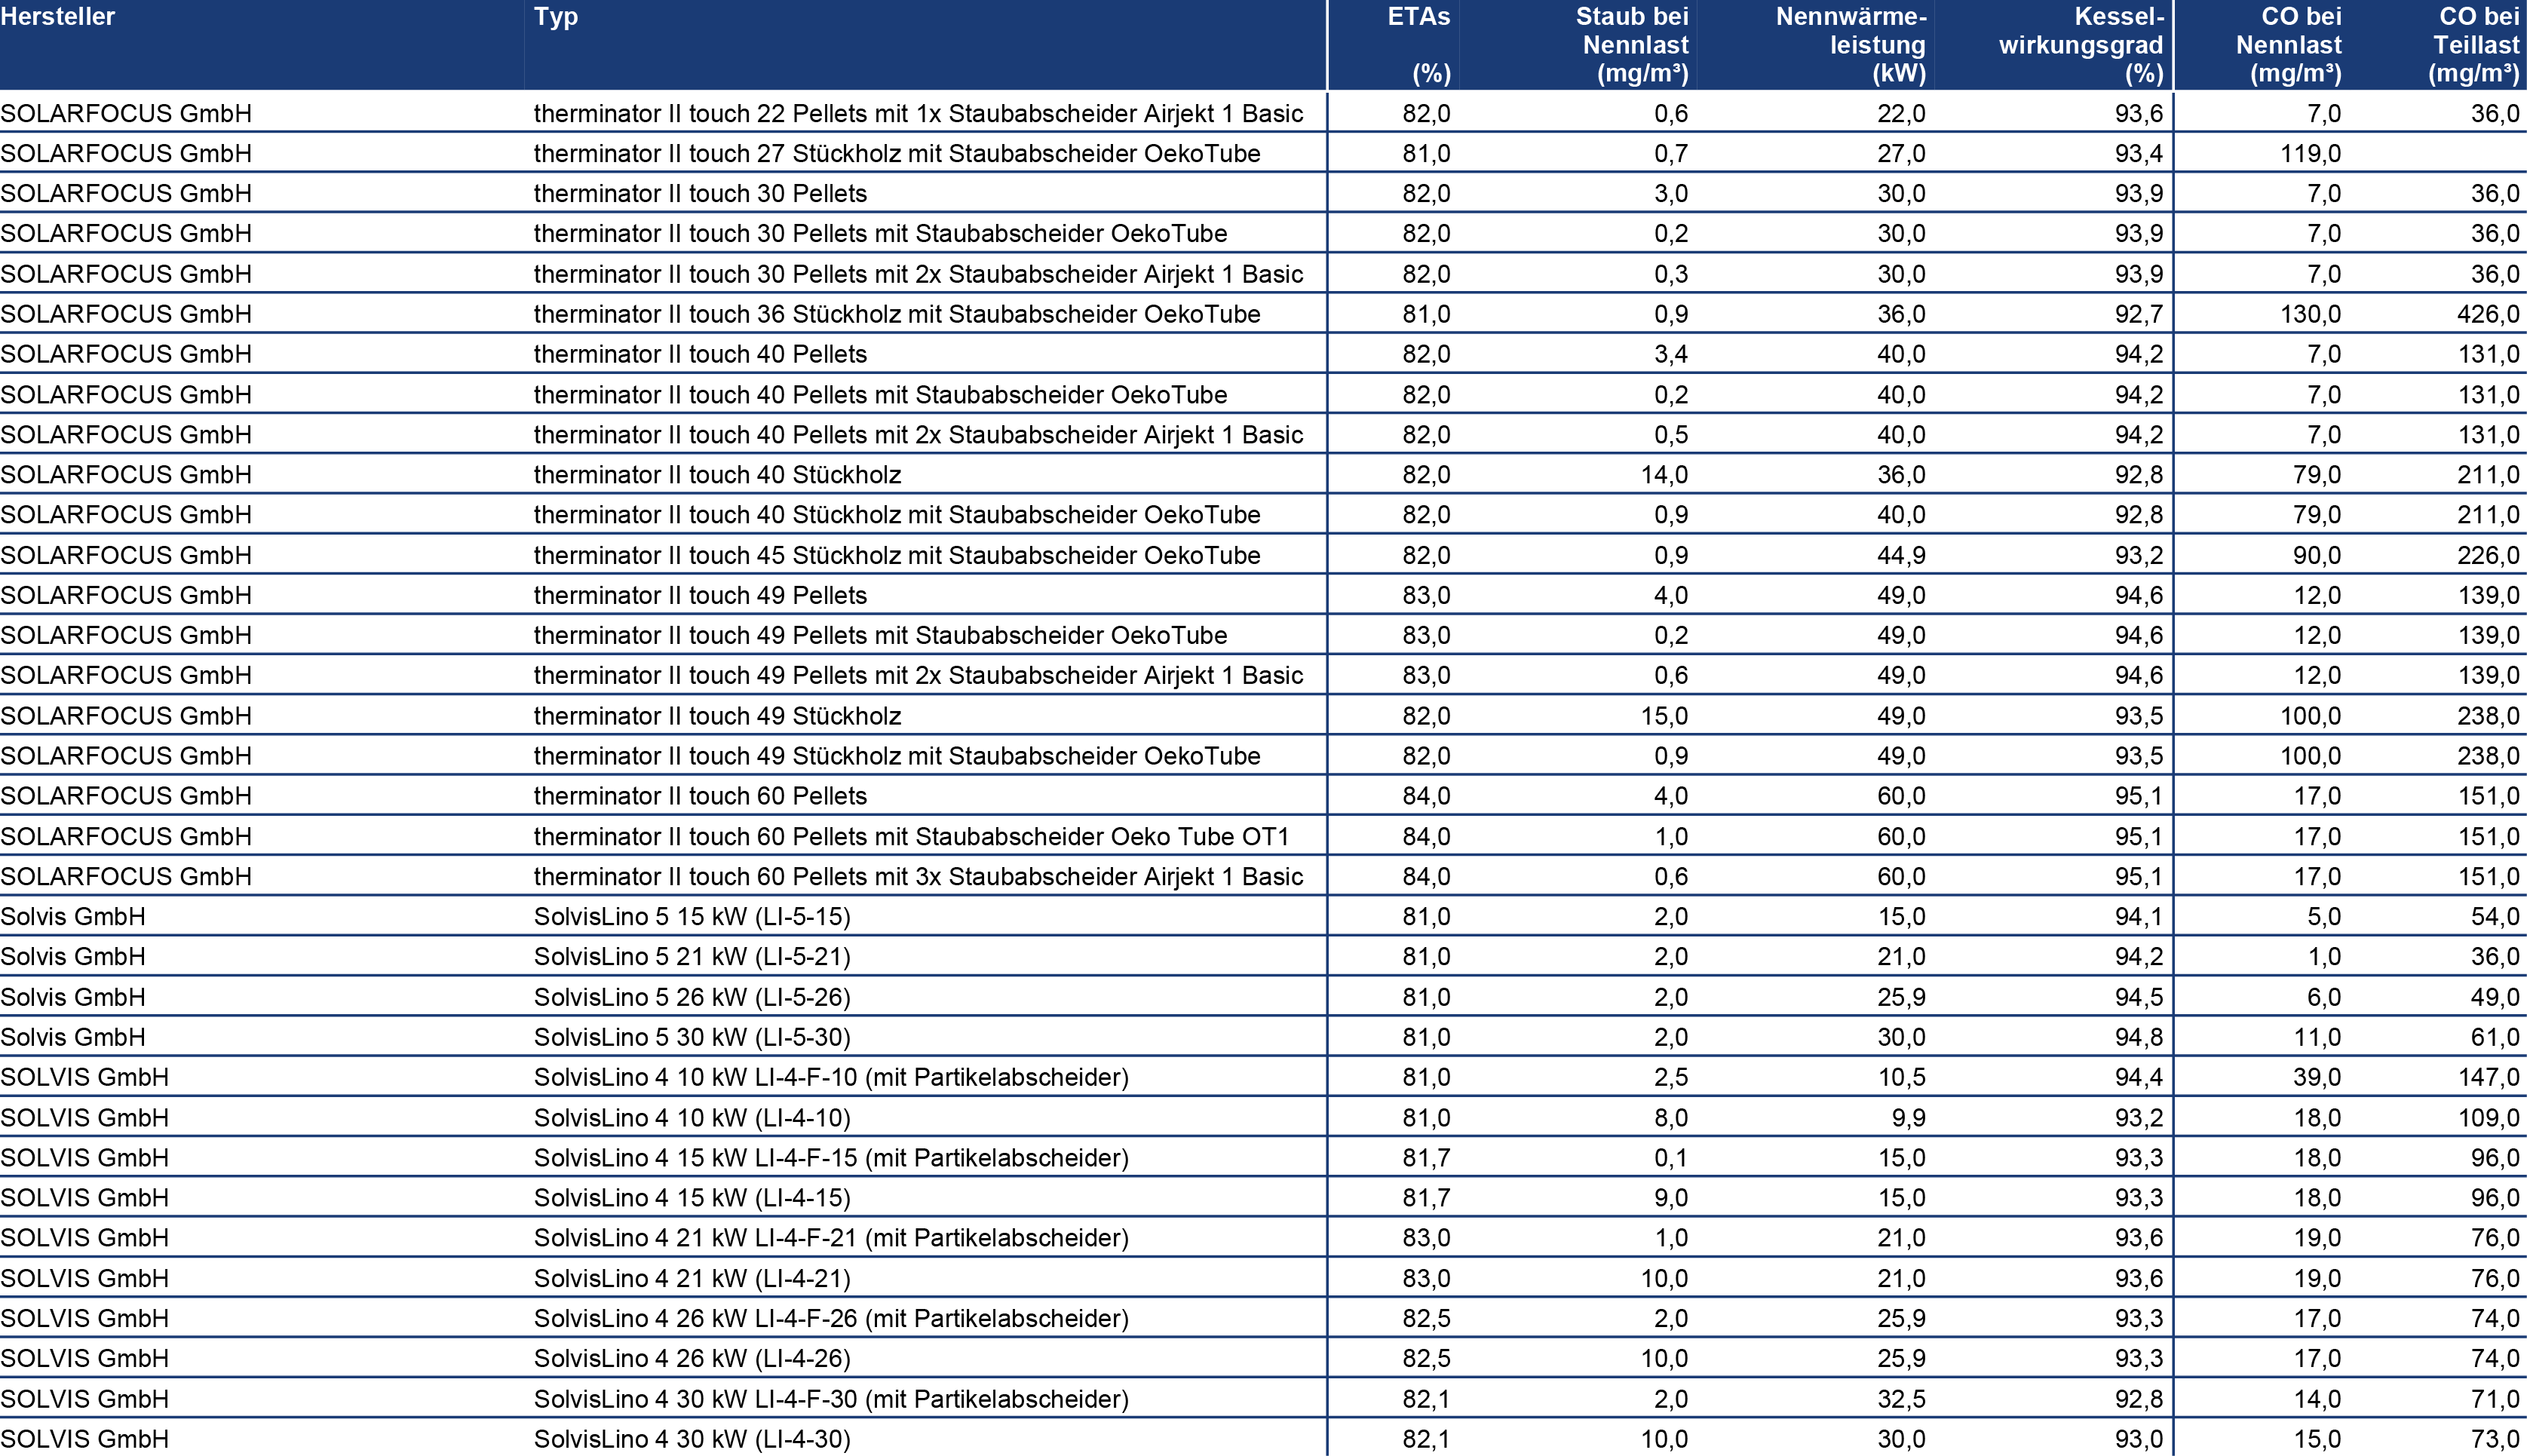 Hersteller Typ ETAs (%) Staub bei Nennlast (mg/m³) Nennwärme-leistung (kW) Kessel-wirkungsgrad (%) CO bei Nennlast (mg/m³) CO bei Teillast (mg/m³)
SOLARFOCUS GmbH therminator II touch 22 Pellets mit 1x Staubabscheider Airjekt 1 Basic 82,0 0,6 22,0 93,6 7,0 36,0
SOLARFOCUS GmbH therminator II touch 27 Stückholz mit Staubabscheider OekoTube 81,0 0,7 27,0 93,4 119,0
SOLARFOCUS GmbH therminator II touch 30 Pellets 82,0 3,0 30,0 93,9 7,0 36,0
SOLARFOCUS GmbH therminator II touch 30 Pellets mit Staubabscheider OekoTube 82,0 0,2 30,0 93,9 7,0 36,0
SOLARFOCUS GmbH therminator II touch 30 Pellets mit 2x Staubabscheider Airjekt 1 Basic 82,0 0,3 30,0 93,9 7,0 36,0
SOLARFOCUS GmbH therminator II touch 36 Stückholz mit Staubabscheider OekoTube 81,0 0,9 36,0 92,7 130,0 426,0
SOLARFOCUS GmbH therminator II touch 40 Pellets 82,0 3,4 40,0 94,2 7,0 131,0
SOLARFOCUS GmbH therminator II touch 40 Pellets mit Staubabscheider OekoTube 82,0 0,2 40,0 94,2 7,0 131,0
SOLARFOCUS GmbH therminator II touch 40 Pellets mit 2x Staubabscheider Airjekt 1 Basic 82,0 0,5 40,0 94,2 7,0 131,0
SOLARFOCUS GmbH therminator II touch 40 Stückholz 82,0 14,0 36,0 92,8 79,0 211,0
SOLARFOCUS GmbH therminator II touch 40 Stückholz mit Staubabscheider OekoTube 82,0 0,9 40,0 92,8 79,0 211,0
SOLARFOCUS GmbH therminator II touch 45 Stückholz mit Staubabscheider OekoTube 82,0 0,9 44,9 93,2 90,0 226,0
SOLARFOCUS GmbH therminator II touch 49 Pellets 83,0 4,0 49,0 94,6 12,0 139,0
SOLARFOCUS GmbH therminator II touch 49 Pellets mit Staubabscheider OekoTube 83,0 0,2 49,0 94,6 12,0 139,0
SOLARFOCUS GmbH therminator II touch 49 Pellets mit 2x Staubabscheider Airjekt 1 Basic 83,0 0,6 49,0 94,6 12,0 139,0
SOLARFOCUS GmbH therminator II touch 49 Stückholz 82,0 15,0 49,0 93,5 100,0 238,0
SOLARFOCUS GmbH therminator II touch 49 Stückholz mit Staubabscheider OekoTube 82,0 0,9 49,0 93,5 100,0 238,0
SOLARFOCUS GmbH therminator II touch 60 Pellets 84,0 4,0 60,0 95,1 17,0 151,0
SOLARFOCUS GmbH therminator II touch 60 Pellets mit Staubabscheider Oeko Tube OT1 84,0 1,0 60,0 95,1 17,0 151,0
SOLARFOCUS GmbH therminator II touch 60 Pellets mit 3x Staubabscheider Airjekt 1 Basic 84,0 0,6 60,0 95,1 17,0 151,0
Solvis GmbH SolvisLino 5 15 kW (LI-5-15) 81,0 2,0 15,0 94,1 5,0 54,0
Solvis GmbH SolvisLino 5 21 kW (LI-5-21) 81,0 2,0 21,0 94,2 1,0 36,0
Solvis GmbH SolvisLino 5 26 kW (LI-5-26) 81,0 2,0 25,9 94,5 6,0 49,0
Solvis GmbH SolvisLino 5 30 kW (LI-5-30) 81,0 2,0 30,0 94,8 11,0 61,0
SOLVIS GmbH SolvisLino 4 10 kW LI-4-F-10 (mit Partikelabscheider) 81,0 2,5 10,5 94,4 39,0 147,0
SOLVIS GmbH SolvisLino 4 10 kW (LI-4-10) 81,0 8,0 9,9 93,2 18,0 109,0
SOLVIS GmbH SolvisLino 4 15 kW LI-4-F-15 (mit Partikelabscheider) 81,7 0,1 15,0 93,3 18,0 96,0
SOLVIS GmbH SolvisLino 4 15 kW (LI-4-15) 81,7 9,0 15,0 93,3 18,0 96,0
SOLVIS GmbH SolvisLino 4 21 kW LI-4-F-21 (mit Partikelabscheider) 83,0 1,0 21,0 93,6 19,0 76,0
SOLVIS GmbH SolvisLino 4 21 kW (LI-4-21) 83,0 10,0 21,0 93,6 19,0 76,0
SOLVIS GmbH SolvisLino 4 26 kW LI-4-F-26 (mit Partikelabscheider) 82,5 2,0 25,9 93,3 17,0 74,0
SOLVIS GmbH SolvisLino 4 26 kW (LI-4-26) 82,5 10,0 25,9 93,3 17,0 74,0
SOLVIS GmbH SolvisLino 4 30 kW LI-4-F-30 (mit Partikelabscheider) 82,1 2,0 32,5 92,8 14,0 71,0
SOLVIS GmbH SolvisLino 4 30 kW (LI-4-30) 82,1 10,0 30,0 93,0 15,0 73,0